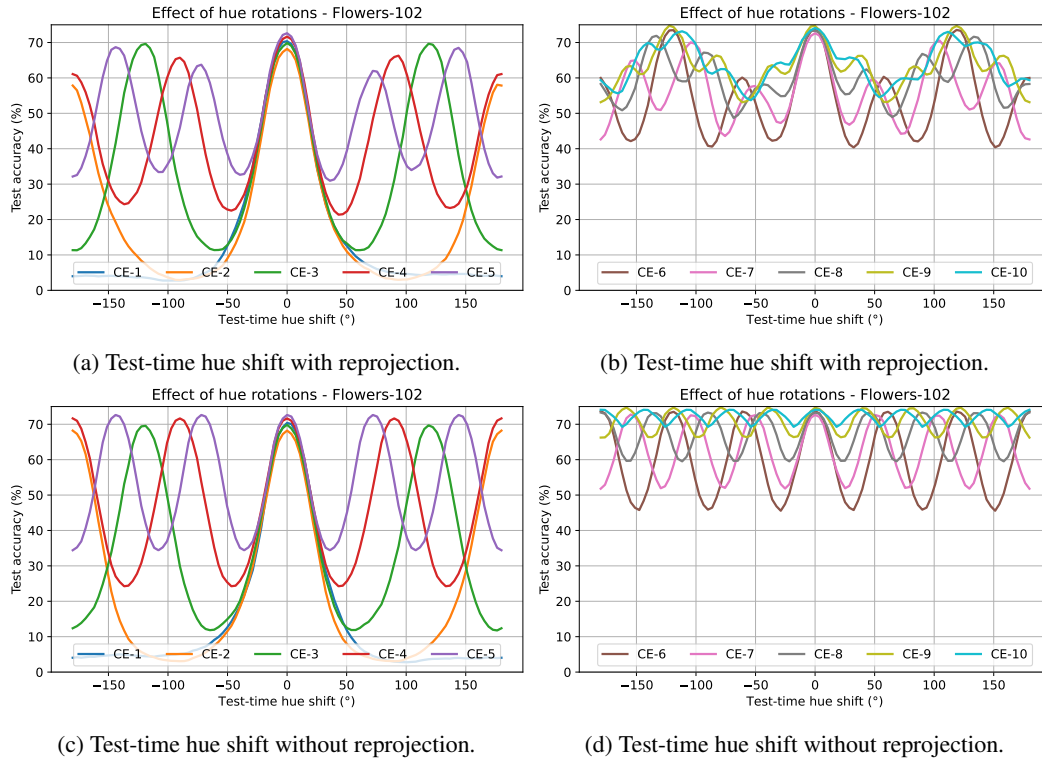 Effect of hue rotations - Flowers-102
Test accuracy (%)
70
60
50
40
30
20
10
0
CE-1 CE-2 CE-3 CE-4 CE-5
−150 −100 −50 0 50 100 150
Test-time hue shift (°)
(a) Test-time hue shift with reprojection.
Effect of hue rotations - Flowers-102
Test accuracy (%)
70
60
50
40
30
20
10
0
CE-6 CE-7 CE-8 CE-9 CE-10
−150 −100 −50 0 50 100 150
Test-time hue shift (°)
(b) Test-time hue shift with reprojection.
Effect of hue rotations - Flowers-102
Test accuracy (%)
70
60
50
40
30
20
10
0
CE-1 CE-2 CE-3 CE-4 CE-5
−150 −100 −50 0 50 100 150
Test-time hue shift (°)
(c) Test-time hue shift without reprojection.
Effect of hue rotations - Flowers-102
Test accuracy (%)
70
60
50
40
30
20
10
0
CE-6 CE-7 CE-8 CE-9 CE-10
−150 −100 −50 0 50 100 150
Test-time hue shift (°)
(d) Test-time hue shift without reprojection.